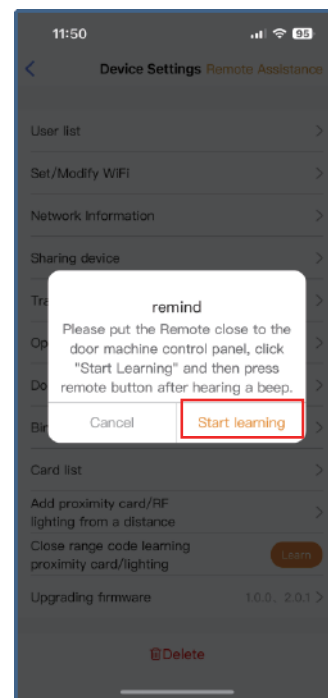 11:50
95
Device Settings Remote Assistance
User list
Set/Modify WiFi
Network Information
Sharing device
Tra
remind
Please put the Remote close to the
door machine control panel, click
"Start Learning" and then press
remote button after hearing a beep.
Op
Do
Cancel Start learning
Card list
Add proximity card/RF
lighting from a distance
Close range code learning
proximity card/lighting
Learn
Upgrading firmware 1.0.0. 2.0.1
Delete